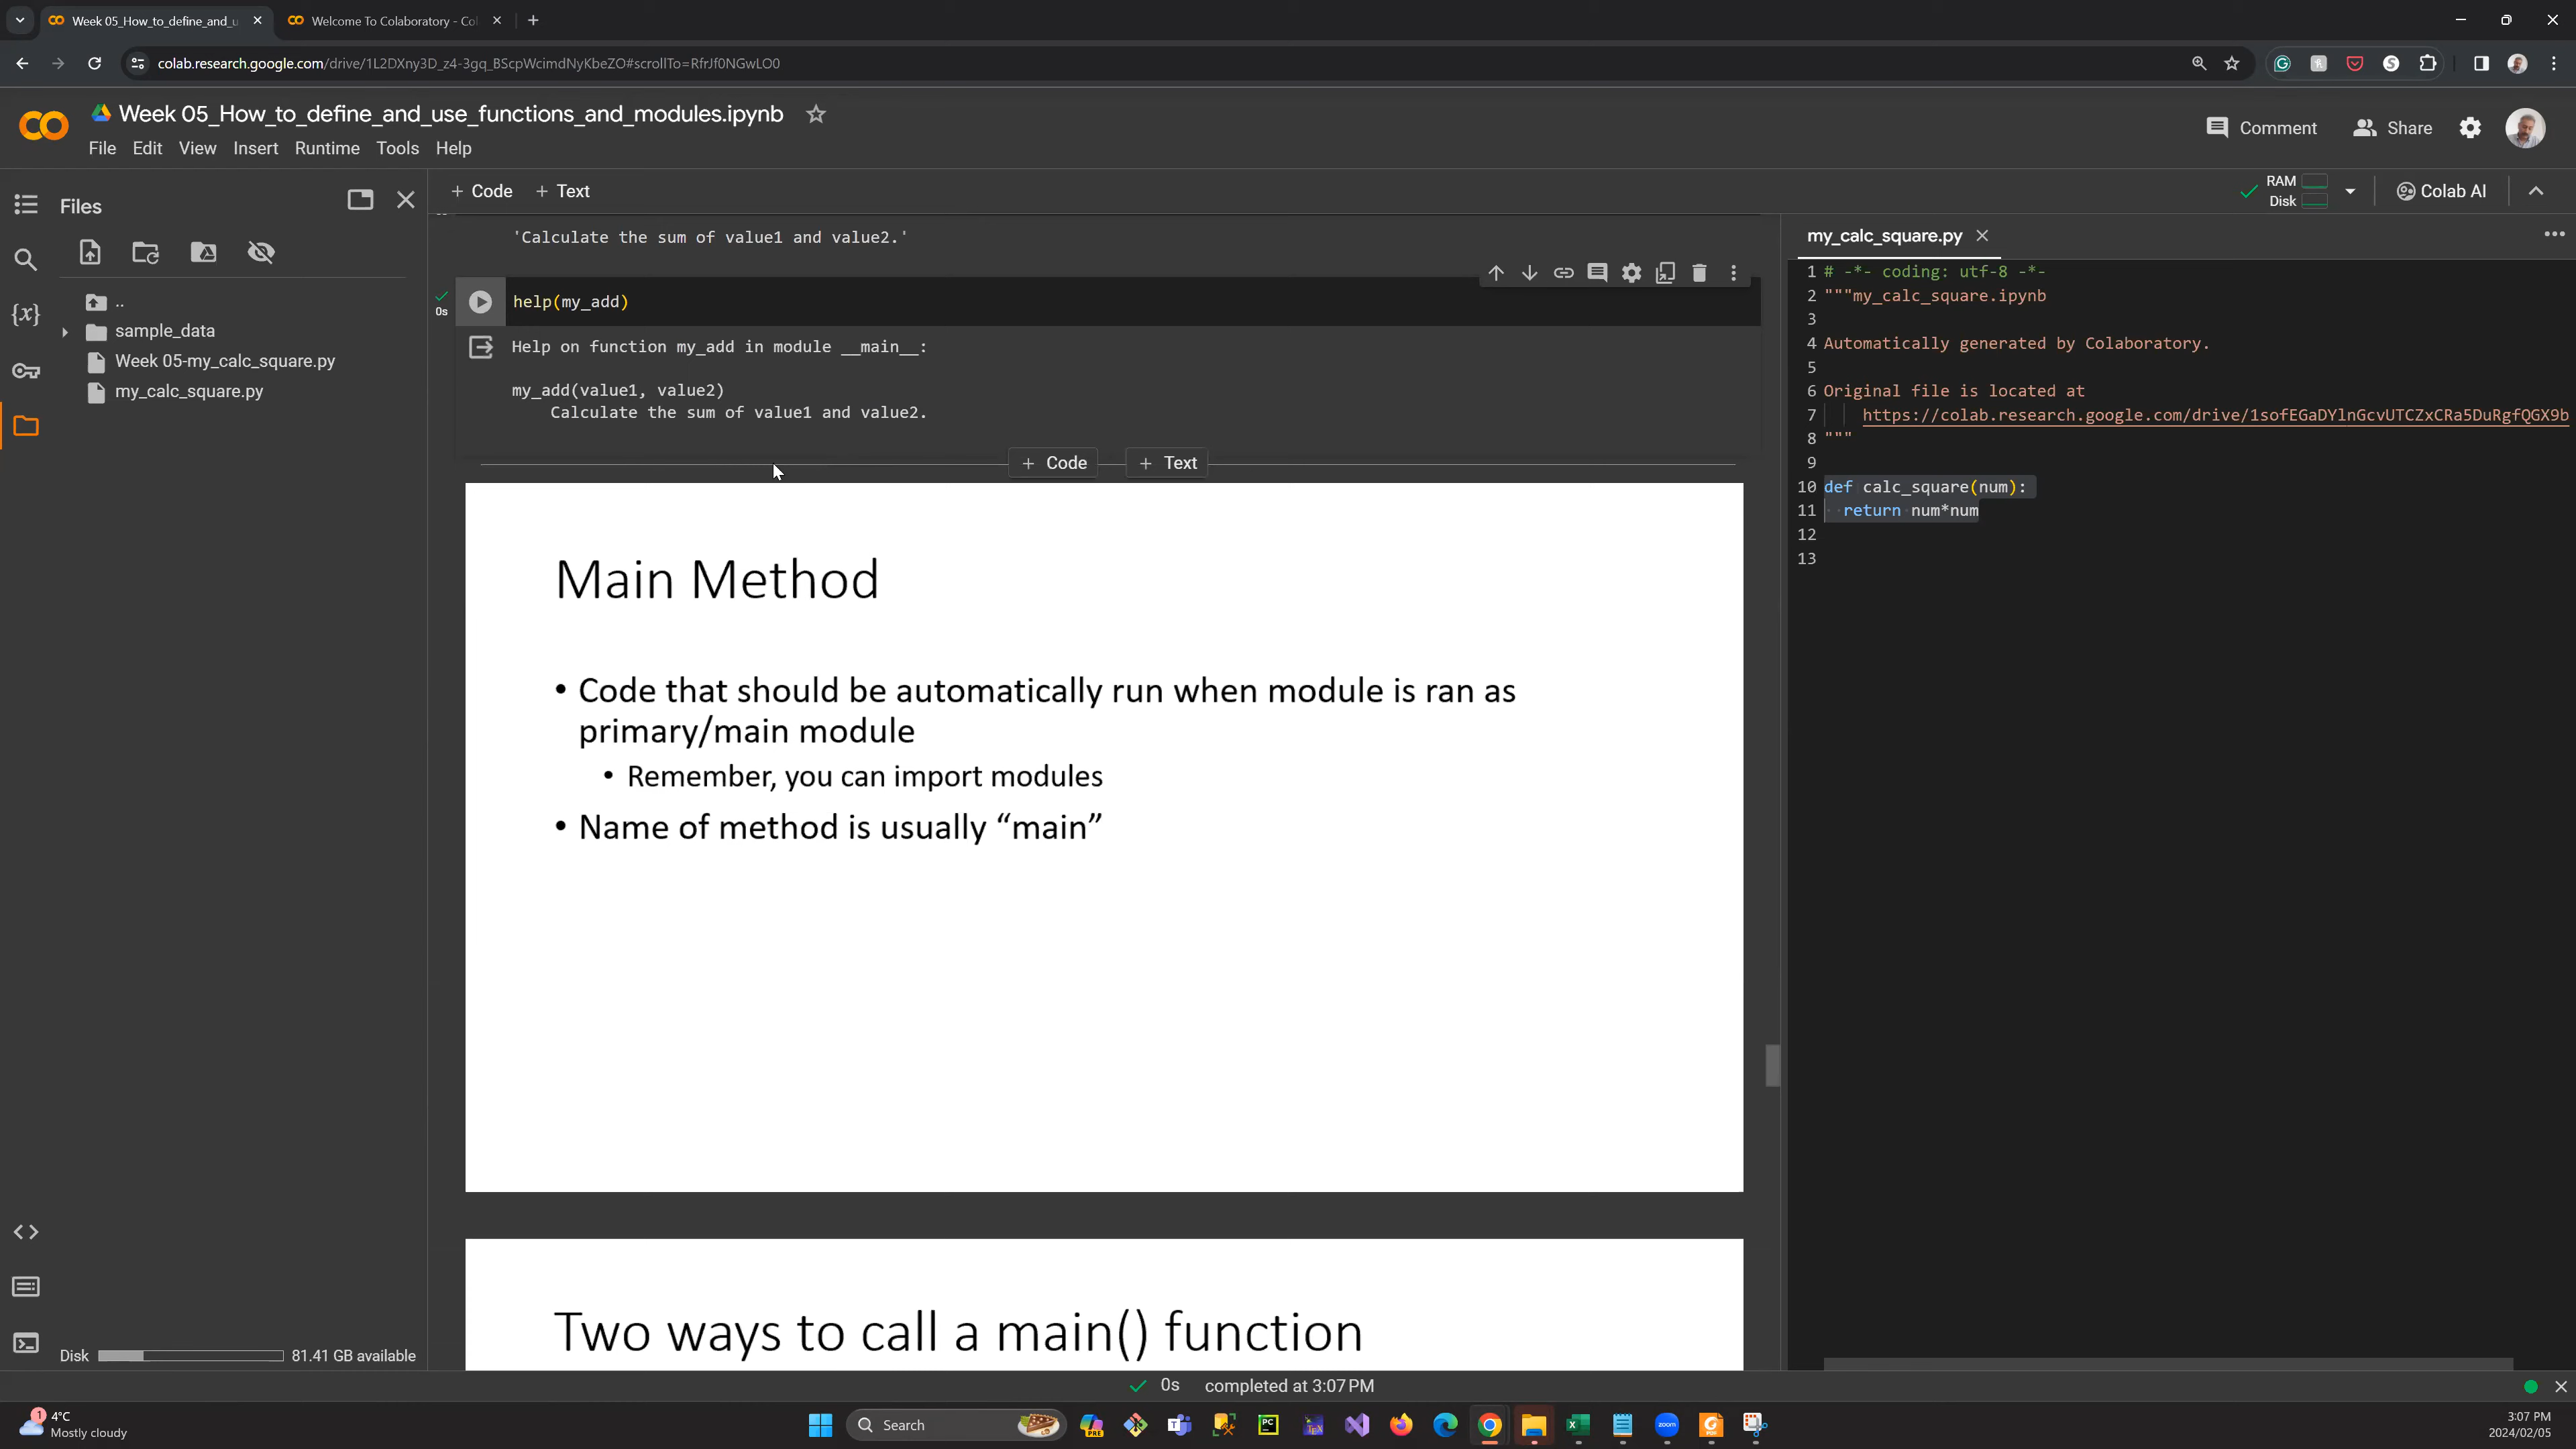 Week 05_How_to_define_and_u
Welcome To Colaboratory - Col
colab.research.google.com/drive/1L2DXny3D_z4-3gq_BScpWcimdNyKbeZO#scrollTo=RfrJf0NGwLO0
Week 05_How_to_define_and_use_functions_and_modules.ipynb
Comment
Share
File Edit View Insert Runtime Tools Help
Files
+ Code + Text
RAM
Disk
Colab AI
..
sample_data
Week 05-my_calc_square.py
my_calc_square.py
Disk 81.41 GB available
'Calculate the sum of value1 and value2.'
0s
help(my_add)
Help on function my_add in module __main__:
my_add(value1, value2)
Calculate the sum of value1 and value2.
+ Code + Text
Main Method
• Code that should be automatically run when module is ran as
primary/main module
• Remember, you can import modules
• Name of method is usually “main”
Two ways to call a main() function
my_calc_square.py
1 # -*- coding: utf-8 -*-
2 """my_calc_square.ipynb
3
4 Automatically generated by Colaboratory.
5
6 Original file is located at
7 https://colab.research.google.com/drive/1sofEGaDYlnGcvUTCZxCRa5DuRgfQGX9b
8 """
9
10 def calc_square(num):
11 return num*num
12
13
0s completed at 3:07 PM
1
4°C
Mostly cloudy
Search
PRE
PC
zoom
3:07 PM
2024/02/05